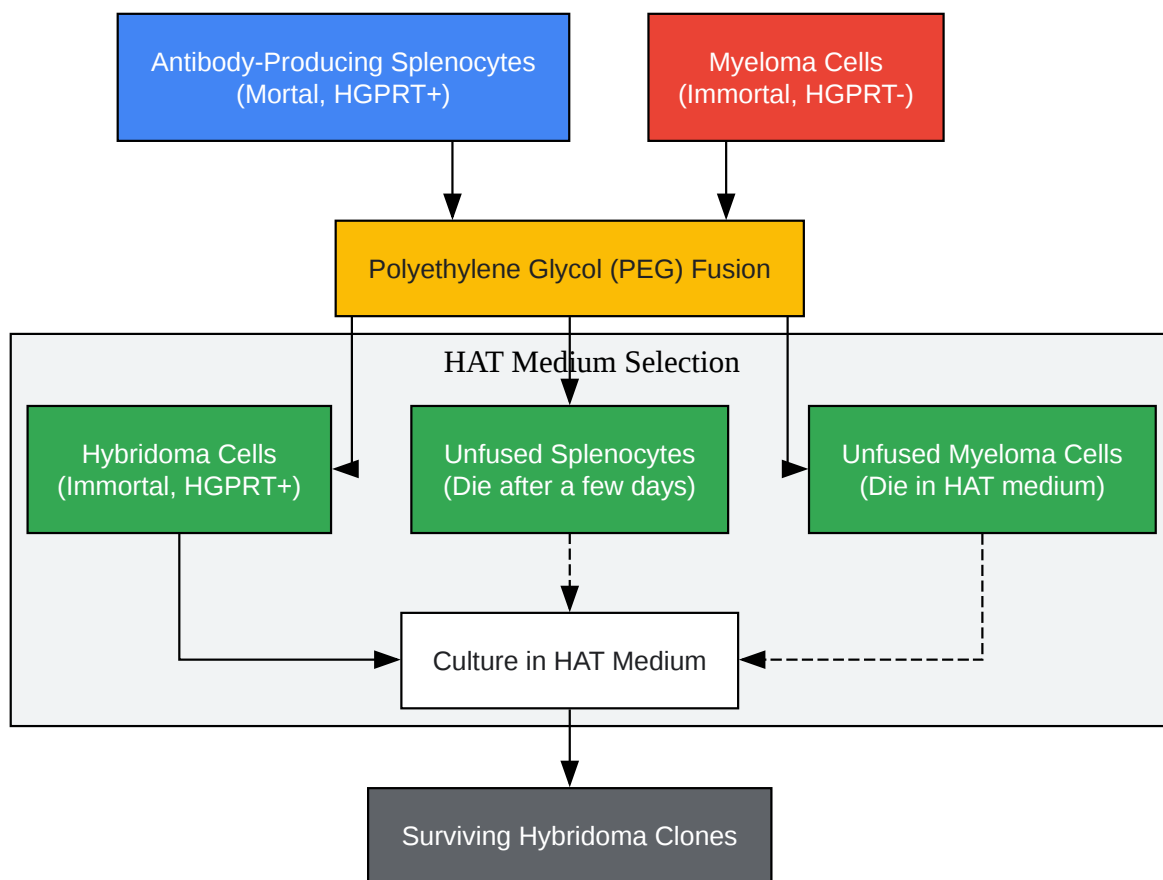 Antibody-Producing Splenocytes
(Mortal, HGPRT+)
Myeloma Cells
(Immortal, HGPRT-)
Polyethylene Glycol (PEG) Fusion
HAT Medium Selection
Hybridoma Cells
(Immortal, HGPRT+)
Unfused Splenocytes
(Die after a few days)
Unfused Myeloma Cells
(Die in HAT medium)
Culture in HAT Medium
Surviving Hybridoma Clones